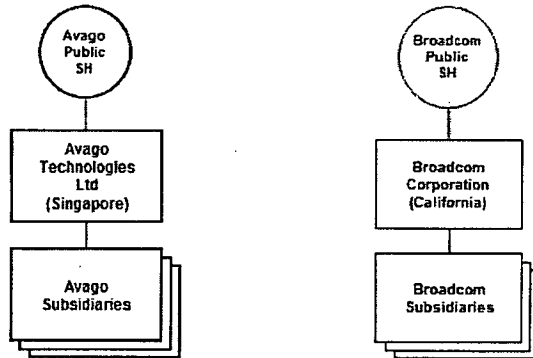 Avago
Public
SH
Avago
Technologies
Ltd
(Singapore)
Avago
Subsidiaries
Broadcom
Public
SH
Broadcom
Corporation
(California)
Broadcom
Subsidiaries